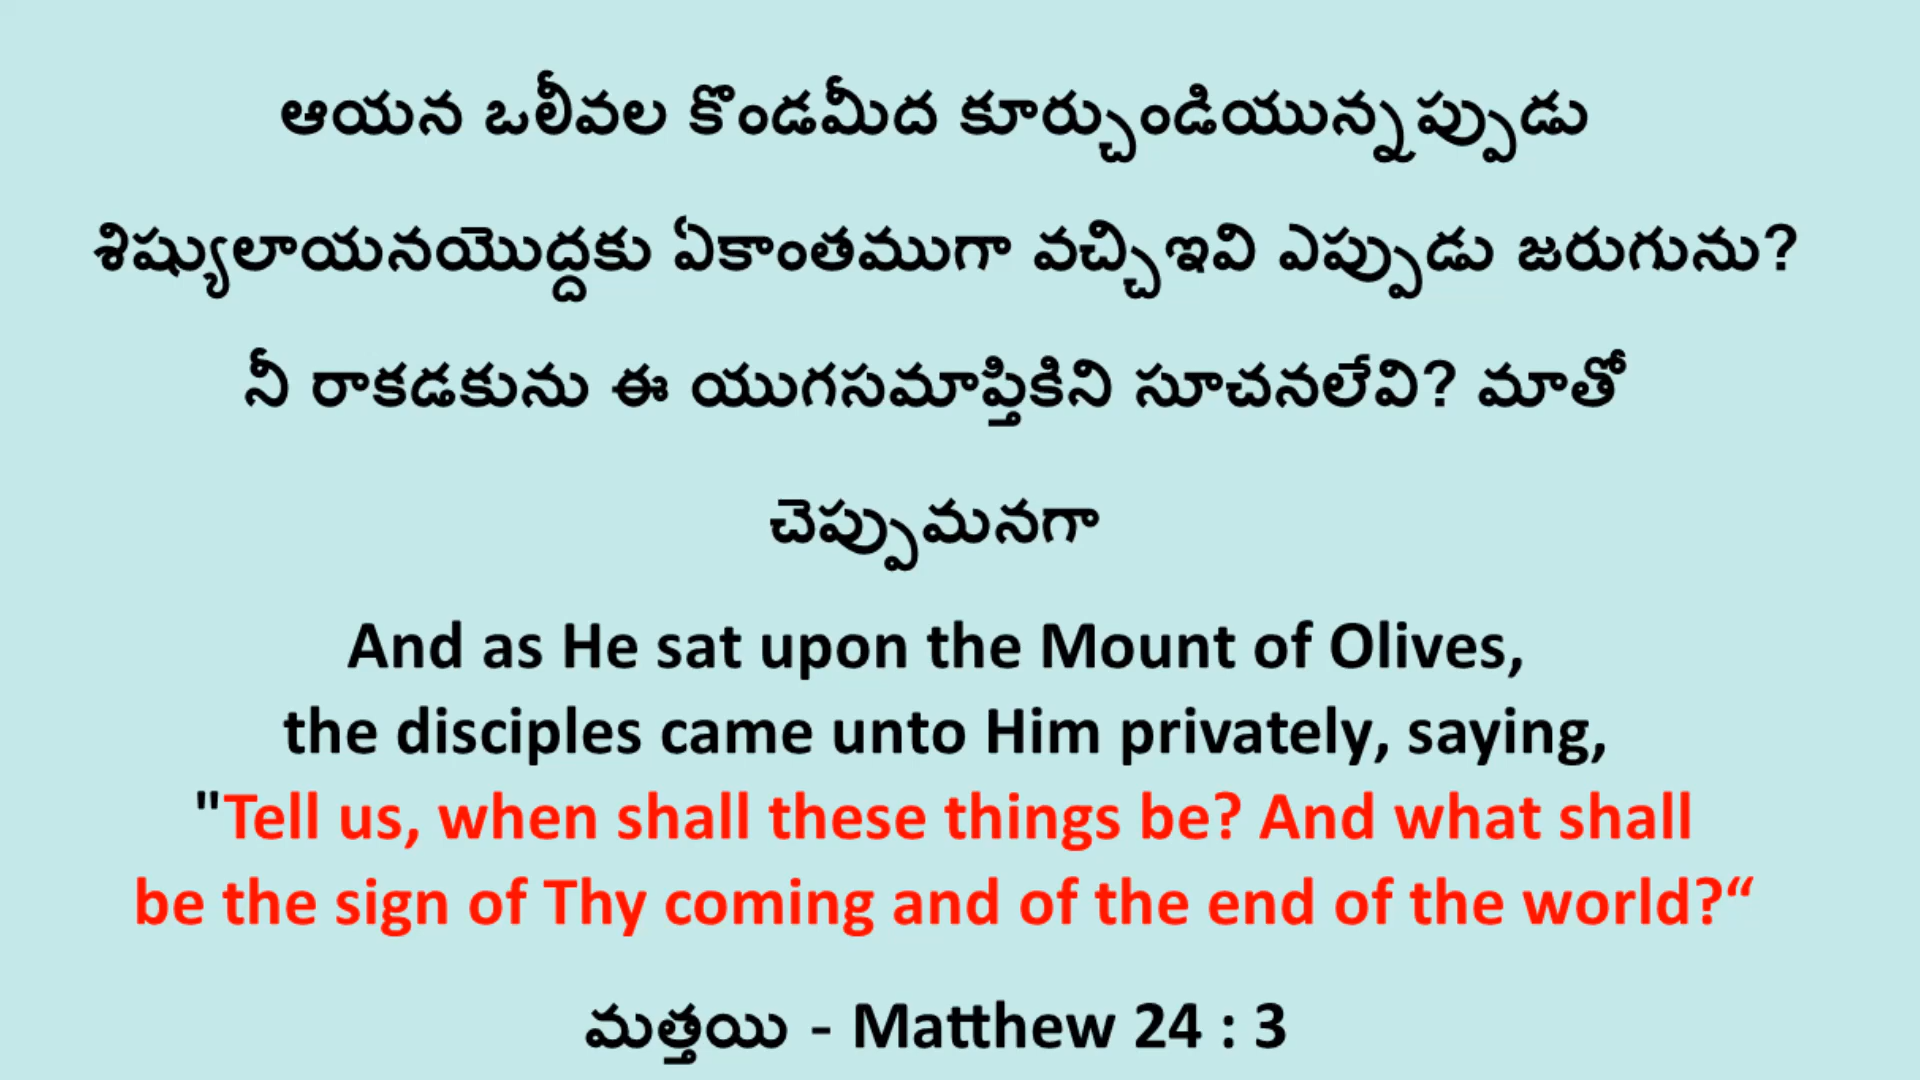 ఆయన ఒలీవల కొండమీద కూర్చుండియున్నప్పుడు
శిష్యులాయనయొద్దకు ఏకాంతముగా వచ్చిఇవి ఎప్పుడు జరుగును?
నీ రాకడకును ఈ యుగసమాప్తికిని సూచనలేవి? మాతో
చెప్పుమనగా
And as He sat upon the Mount of Olives,
the disciples came unto Him privately, saying,
"Tell us, when shall these things be? And what shall
be the sign of Thy coming and of the end of the world?“
మత్తయి - Matthew 24 : 3